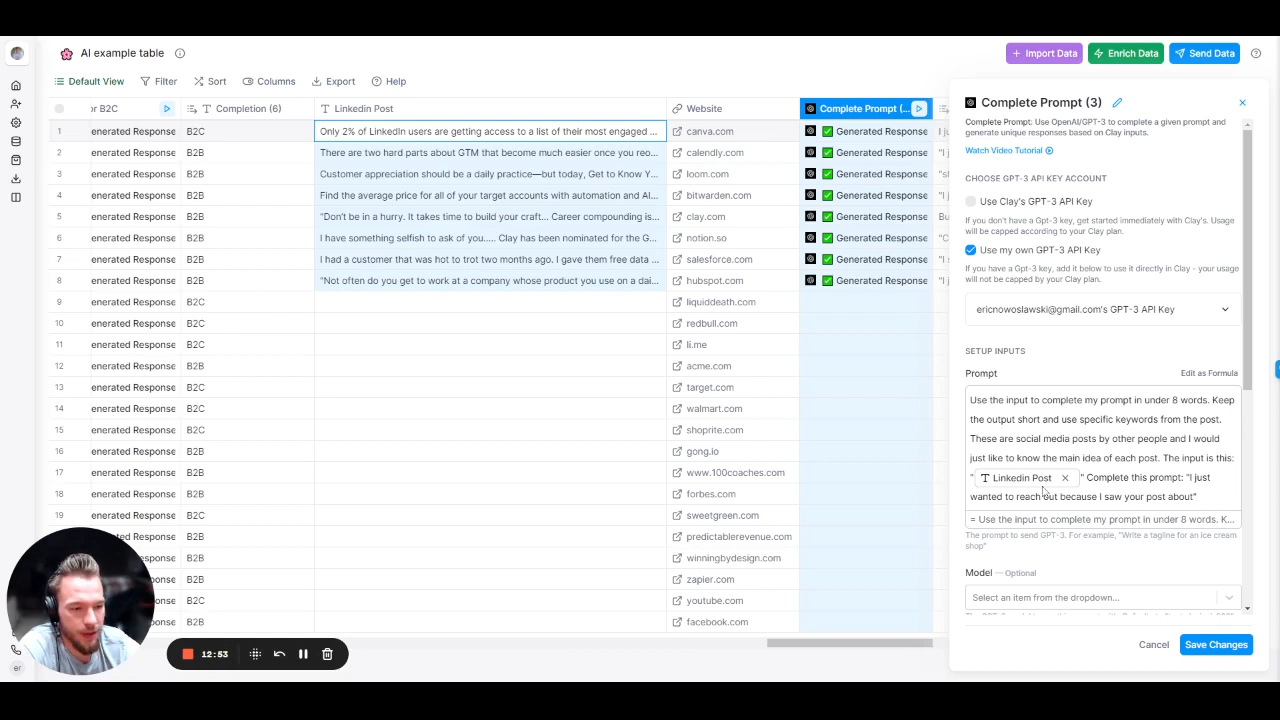 AI example table
Import Data
Enrich Data
Send Data
Default View
Filter
Sort
Columns
Export
Help
or B2C
Completion (6)
Linkedin Post
Website
Complete Prompt (...
1 enerated Response B2C Only 2% of LinkedIn users are getting access to a list of their most engaged ... canva.com Generated Response
2 enerated Response B2B There are two hard parts about GTM that become much easier once you reo... calendly.com Generated Response
3 enerated Response B2B Customer appreciation should be a daily practice—but today, Get to Know Y... loom.com Generated Response
4 enerated Response B2B Find the average price for all of your target accounts with automation and AI... bitwarden.com Generated Response
5 enerated Response B2B "Don't be in a hurry. It takes time to build your craft... Career compounding is... clay.com Generated Response
6 enerated Response B2B I have something selfish to ask of you..... Clay has been nominated for the G... notion.so Generated Response
7 enerated Response B2B I had a customer that was hot to trot two months ago. I gave them free data ... salesforce.com Generated Response
8 enerated Response B2B "Not often do you get to work at a company whose product you use on a dai... hubspot.com Generated Response
9 enerated Response B2C liquiddeath.com
10 enerated Response B2C redbull.com
11 enerated Response B2C li.me
12 enerated Response B2B acme.com
13 enerated Response B2C target.com
14 enerated Response B2C walmart.com
15 enerated Response B2C shoprite.com
16 enerated Response B2B gong.io
17 enerated Response B2B www.100coaches.com
18 enerated Response B2B forbes.com
19 enerated Response B2C sweetgreen.com
enerated Response B2B predictablerevenue.com
enerated Response B2B winningbydesign.com
enerated Response B2B zapier.com
enerated Response B2C youtube.com
enerated Response B2B facebook.com
12:53
er
Complete Prompt (3)
Complete Prompt: Use OpenAI/GPT-3 to complete a given prompt and
generate unique responses based on Clay inputs.
Watch Video Tutorial
CHOOSE GPT-3 API KEY ACCOUNT
Use Clay's GPT-3 API Key
If you don't have a Gpt-3 key, get started immediately with Clay's. Usage
will be capped according to your Clay plan.
Use my own GPT-3 API Key
If you have a Gpt-3 key, add it below to use it directly in Clay - your usage
will not be capped by your Clay plan.
ericnowoslawski@gmail.com's GPT-3 API Key
SETUP INPUTS
Prompt
Edit as Formula
Use the input to complete my prompt in under 8 words. Keep
the output short and use specific keywords from the post.
These are social media posts by other people and I would
just like to know the main idea of each post. The input is this:
" Linkedin Post " Complete this prompt: "I just
wanted to reach out because I saw your post about"
= Use the input to complete my prompt in under 8 words. K...
The prompt to send GPT-3. For example, "Write a tagline for an ice cream
shop"
Model — Optional
Select an item from the dropdown...
Cancel
Save Changes